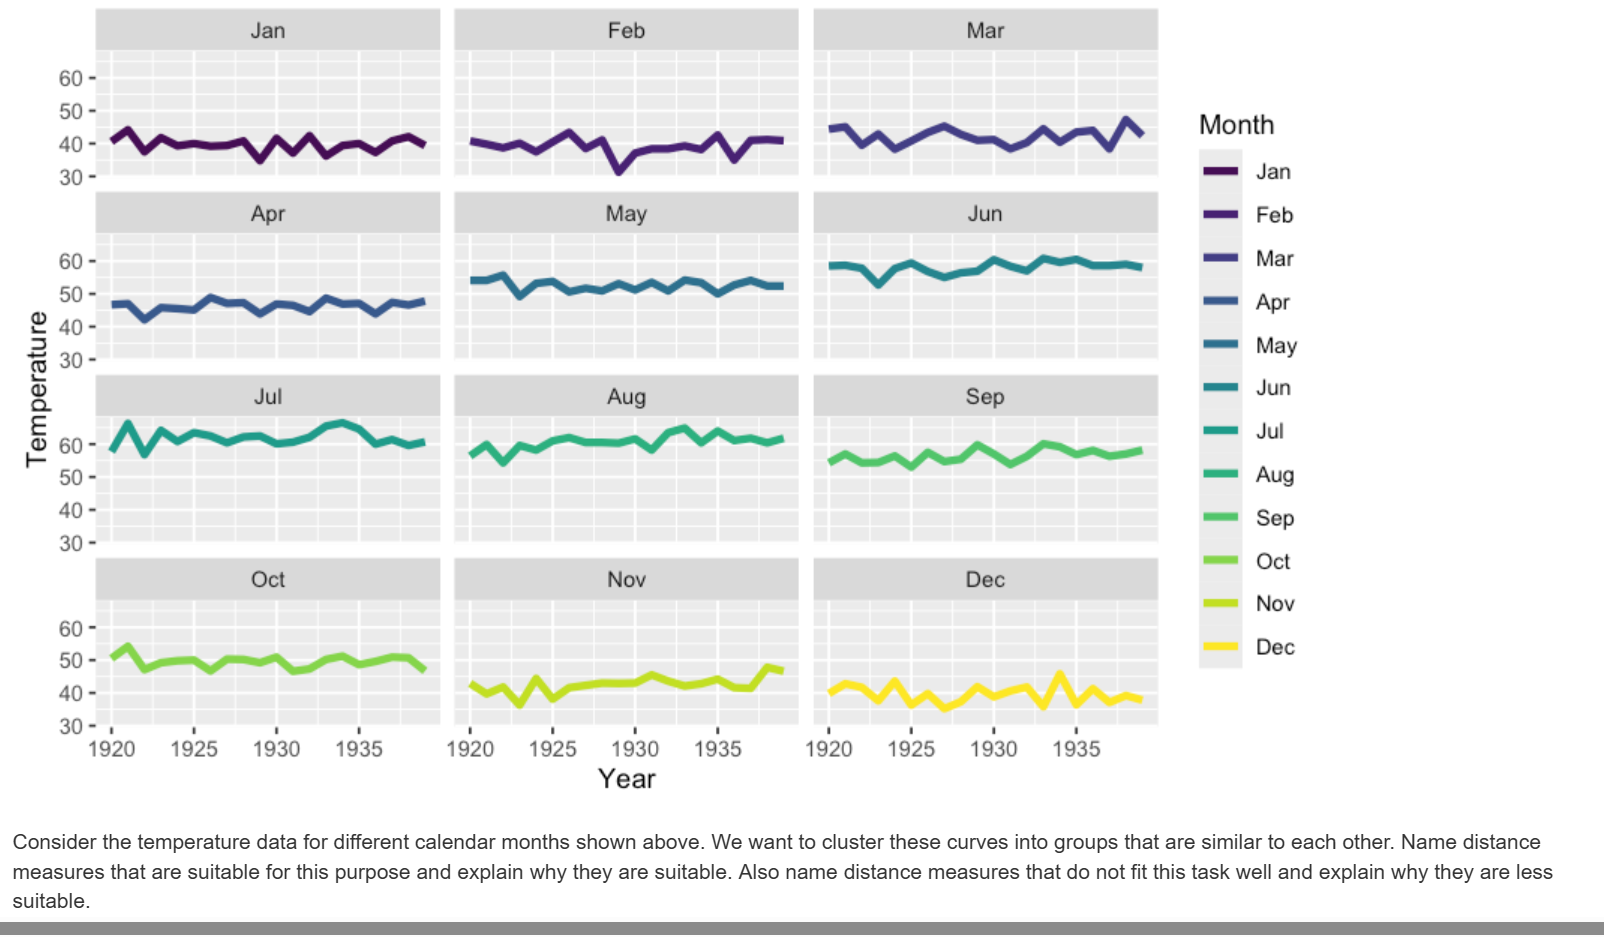 Jan Feb Mar
60
50
40
30
Apr May Jun
60
50
40
30
Jul Aug Sep
60
50
40
30
Oct Nov Dec
60
50
40
30
1920 1925 1930 1935 1920 1925 1930 1935 1920 1925 1930 1935
Year
Temperature
Month
Jan
Feb
Mar
Apr
May
Jun
Jul
Aug
Sep
Oct
Nov
Dec
Consider the temperature data for different calendar months shown above. We want to cluster these curves into groups that are similar to each other. Name distance
measures that are suitable for this purpose and explain why they are suitable. Also name distance measures that do not fit this task well and explain why they are less
suitable.